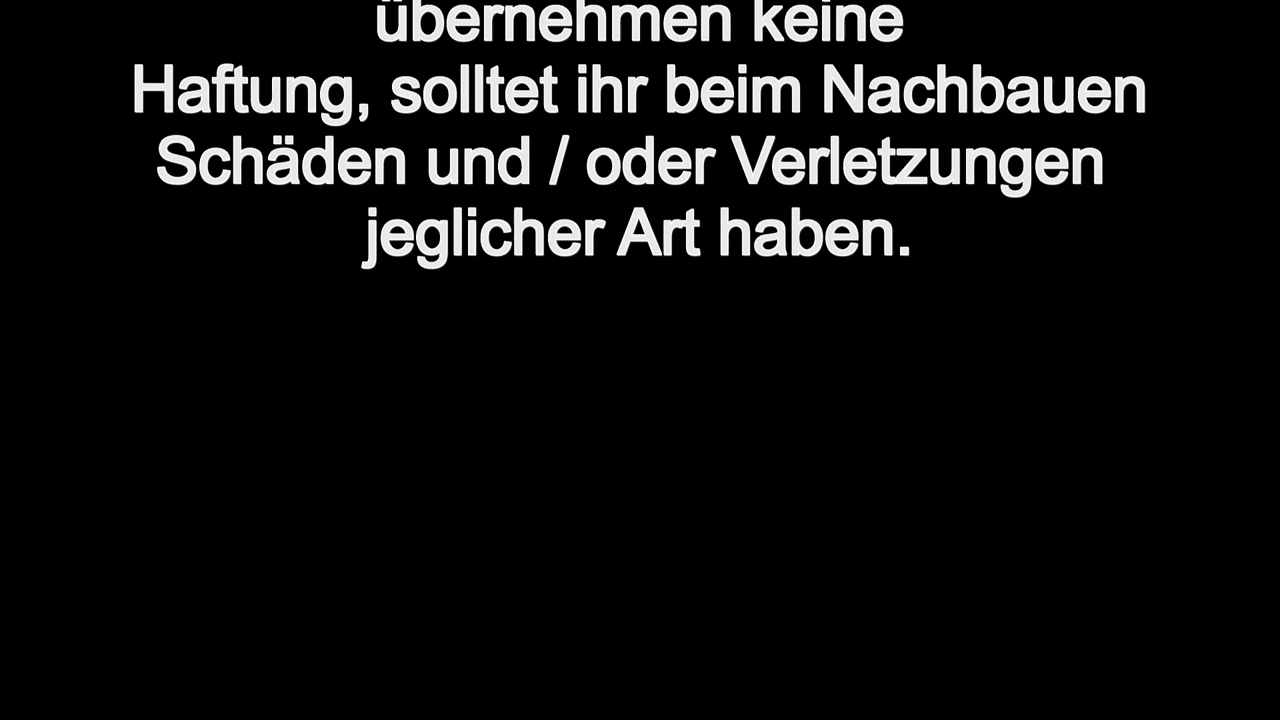 übernehmen keine
Haftung, solltet ihr beim Nachbauen
Schäden und / oder Verletzungen
jeglicher Art haben.